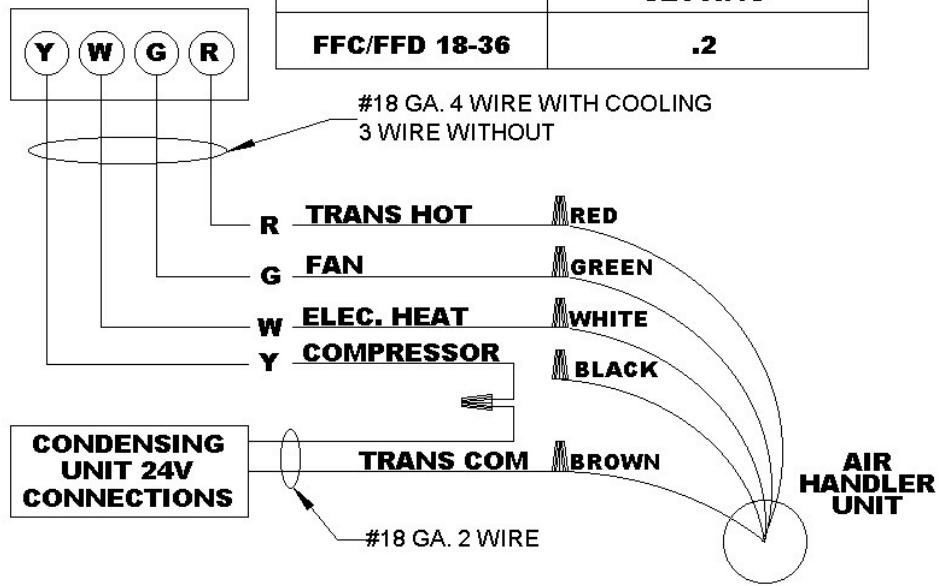 Y W G R
FFC/FFD 18-36 .2
#18 GA. 4 WIRE WITH COOLING
3 WIRE WITHOUT
R TRANS HOT RED
G FAN GREEN
W ELEC. HEAT WHITE
Y COMPRESSOR
BLACK
CONDENSING
UNIT 24V
CONNECTIONS
TRANS COM BROWN
AIR
HANDLER
UNIT
#18 GA. 2 WIRE